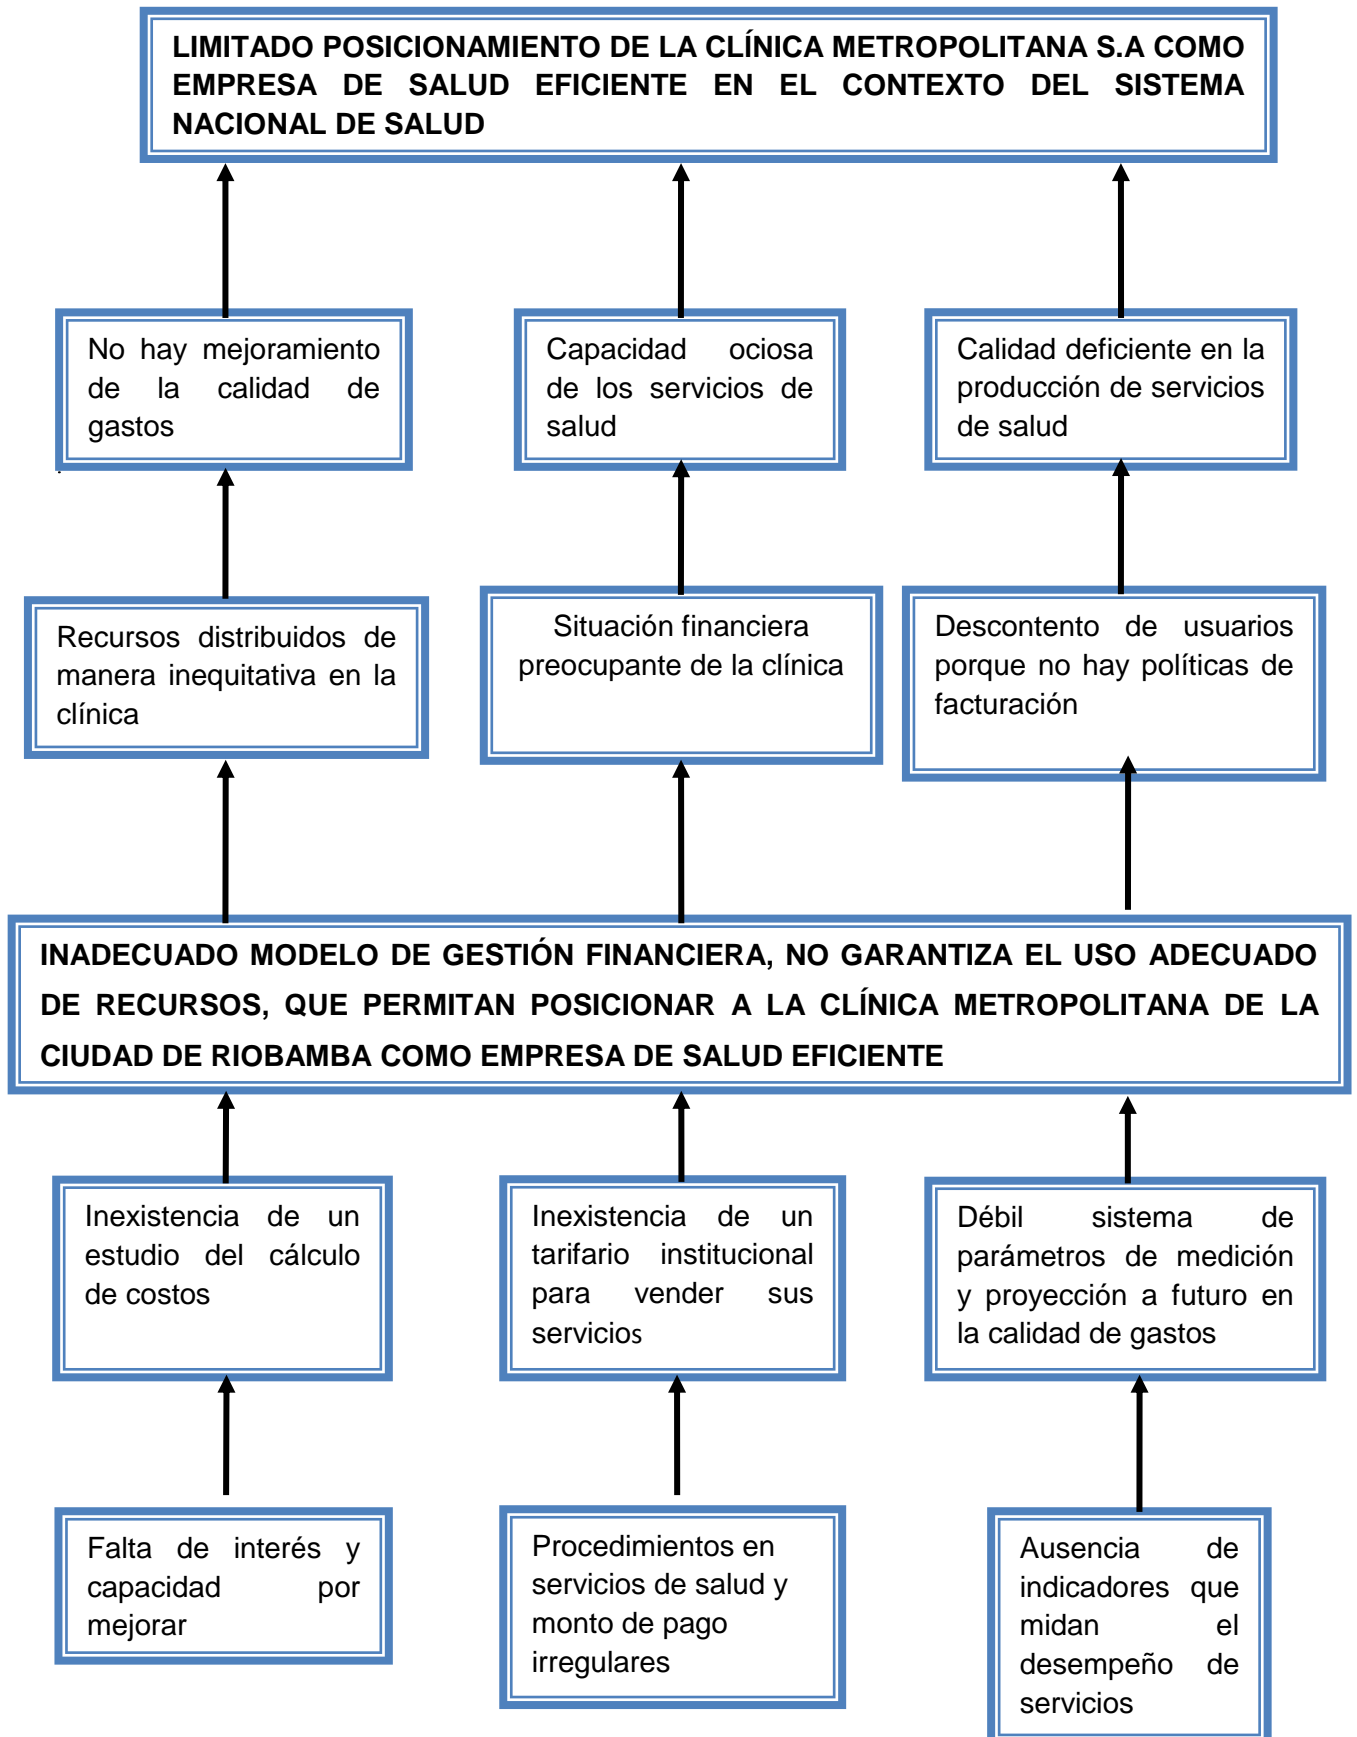 LIMITADO POSICIONAMIENTO DE LA CLÍNICA METROPOLITANA S.A COMO
EMPRESA DE SALUD EFICIENTE EN EL CONTEXTO DEL SISTEMA
NACIONAL DE SALUD
No hay mejoramiento
de la calidad de
gastos
Capacidad ociosa
de los servicios de
salud
Calidad deficiente en la
producción de servicios
de salud
Recursos distribuidos de
manera inequitativa en la
clínica
Situación financiera
preocupante de la clínica
Descontento de usuarios
porque no hay políticas de
facturación
INADECUADO MODELO DE GESTIÓN FINANCIERA, NO GARANTIZA EL USO ADECUADO
DE RECURSOS, QUE PERMITAN POSICIONAR A LA CLÍNICA METROPOLITANA DE LA
CIUDAD DE RIOBAMBA COMO EMPRESA DE SALUD EFICIENTE
Inexistencia de un
estudio del cálculo
de costos
Inexistencia de un
tarifario institucional
para vender sus
servicios
Débil sistema de
parámetros de medición
y proyección a futuro en
la calidad de gastos
Falta de interés y
capacidad por
mejorar
Procedimientos en
servicios de salud y
monto de pago
irregulares
Ausencia de
indicadores que
midan el
desempeño de
servicios